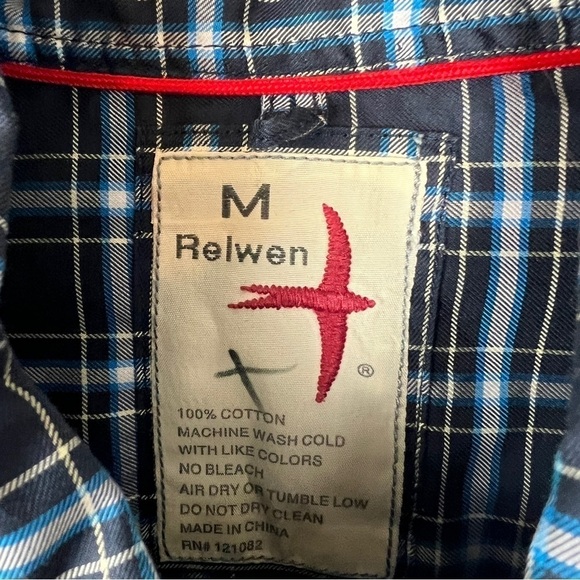 M
Relwen
®
100% COTTON
MACHINE WASH COLD
WITH LIKE COLORS
NO BLEACH
AIR DRY OR TUMBLE LOW
DO NOT DRY CLEAN
MADE IN CHINA
RN# 121082